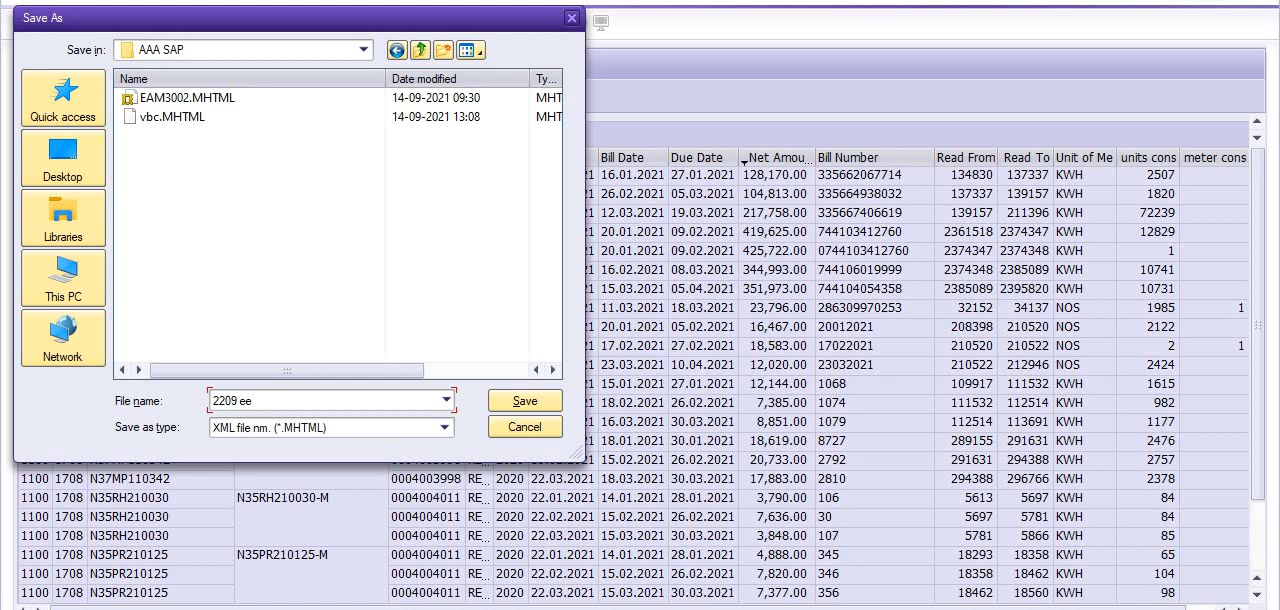 Save As
Save in: AAA SAP
Name Date modified Ty...
EAM3002.MHTML 14-09-2021 09:30 MHT
vbc.MHTML 14-09-2021 13:08 MHT
Quick access
Desktop
Libraries
This PC
Network
File name: 2209 ee Save
Save as type: XML file nm. (*.MHTML) Cancel
Bill Date Due Date Net Amou... Bill Number Read From Read To Unit of Me units cons meter cons
16.01.2021 27.01.2021 128,170.00 335662067714 134830 137337 KWH 2507
26.02.2021 05.03.2021 104,813.00 335664938032 137337 139157 KWH 1820
12.03.2021 19.03.2021 217,758.00 335667406619 139157 211396 KWH 72239
20.01.2021 09.02.2021 419,625.00 744103412760 2361518 2374347 KWH 12829
20.01.2021 09.02.2021 425,722.00 0744103412760 2374347 2374348 KWH 1
16.02.2021 08.03.2021 344,993.00 744106019999 2374348 2385089 KWH 10741
15.03.2021 05.04.2021 351,973.00 744104054358 2385089 2395820 KWH 10731
11.03.2021 18.03.2021 23,796.00 286309970253 32152 34137 NOS 1985 1
20.01.2021 05.02.2021 16,467.00 20012021 208398 210520 NOS 2122
17.02.2021 27.02.2021 18,583.00 17022021 210520 210522 NOS 2 1
23.03.2021 10.04.2021 12,020.00 23032021 210522 212946 NOS 2424
15.01.2021 27.01.2021 12,144.00 1068 109917 111532 KWH 1615
18.02.2021 26.02.2021 7,385.00 1074 111532 112514 KWH 982
16.03.2021 30.03.2021 8,851.00 1079 112514 113691 KWH 1177
18.01.2021 30.01.2021 18,619.00 8727 289155 291631 KWH 2476
15.02.2021 26.02.2021 20,733.00 2792 291631 294388 KWH 2757
1100 1708 N37MP110342 0004003998 RE... 2020 22.03.2021 18.03.2021 30.03.2021 17,883.00 2810 294388 296766 KWH 2378
1100 1708 N35RH210030 N35RH210030-M 0004004011 RE... 2020 22.01.2021 14.01.2021 28.01.2021 3,790.00 106 5613 5697 KWH 84
1100 1708 N35RH210030 0004004011 RE... 2020 22.02.2021 15.02.2021 26.02.2021 7,636.00 30 5697 5781 KWH 84
1100 1708 N35RH210030 0004004011 RE... 2020 22.03.2021 15.03.2021 30.03.2021 3,848.00 107 5781 5866 KWH 85
1100 1708 N35PR210125 N35PR210125-M 0004004011 RE... 2020 22.01.2021 14.01.2021 28.01.2021 4,888.00 345 18293 18358 KWH 65
1100 1708 N35PR210125 0004004011 RE... 2020 22.02.2021 15.02.2021 26.02.2021 7,820.00 346 18358 18462 KWH 104
1100 1708 N35PR210125 0004004011 RE... 2020 22.03.2021 15.03.2021 30.03.2021 7,377.00 356 18462 18560 KWH 98